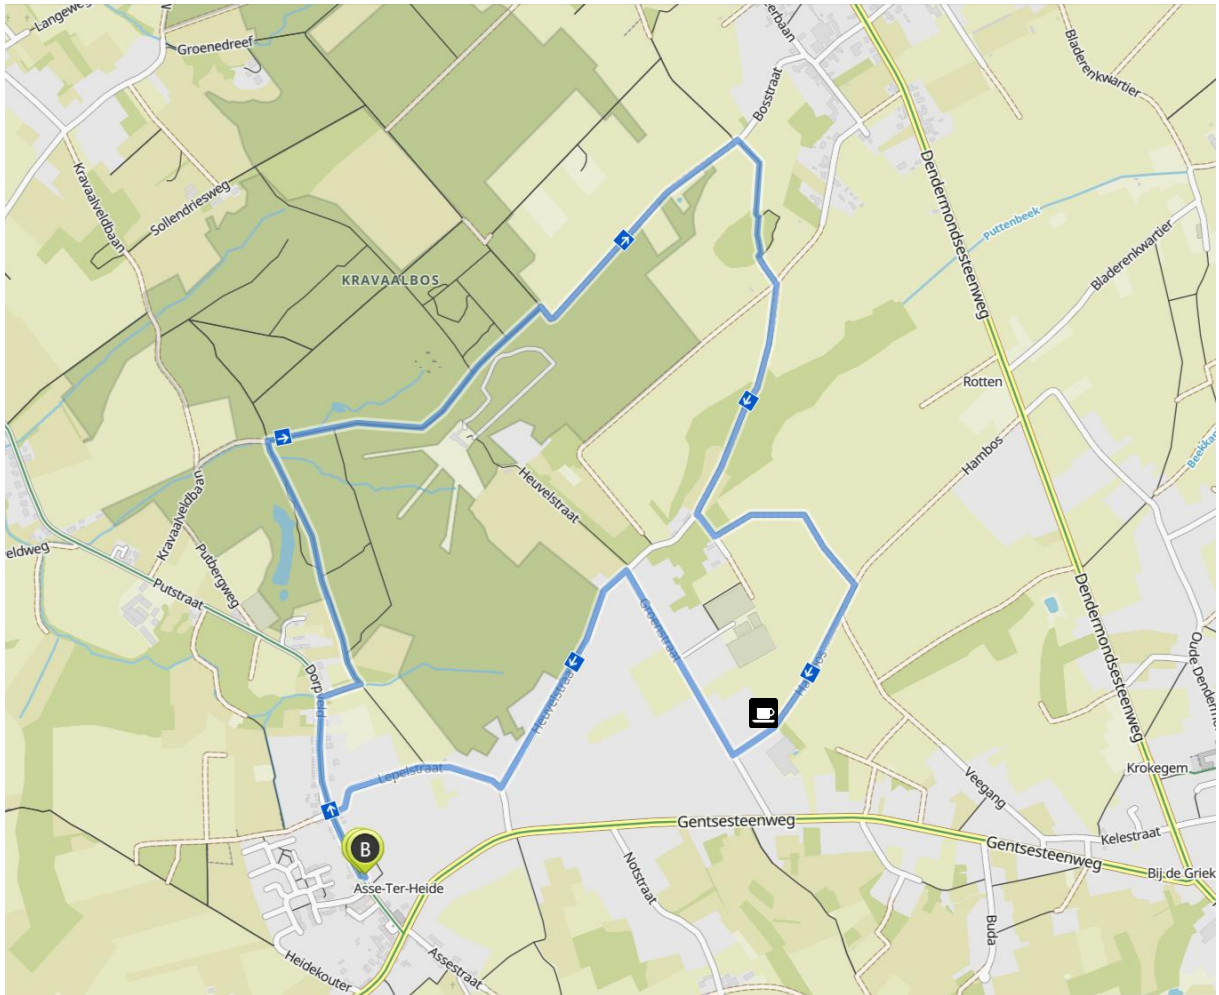 Langeweg
Groenedreef
Kravaalveldbaan
Sollendriesweg
KRAVAALBOS
Bosstraat
Bladerenkwartier
Dendermondsesteenweg
Puttenbeek
Bladerenkwartier
Rotten
Hambos
Heuvelstraat
Kravaalveldbaan
Putbergweg
Putstraat
Dorpveld
Groenstraat
Heuvelstraat
Lepelstraat
Dendermondsesteenweg
Krokegem
Veegang
Kelestraat
Gentsesteenweg
Gentsesteenweg
Bij de Griek
B
Asse-Ter-Heide
Notstraat
Buda
Assestraat
Heidekouter